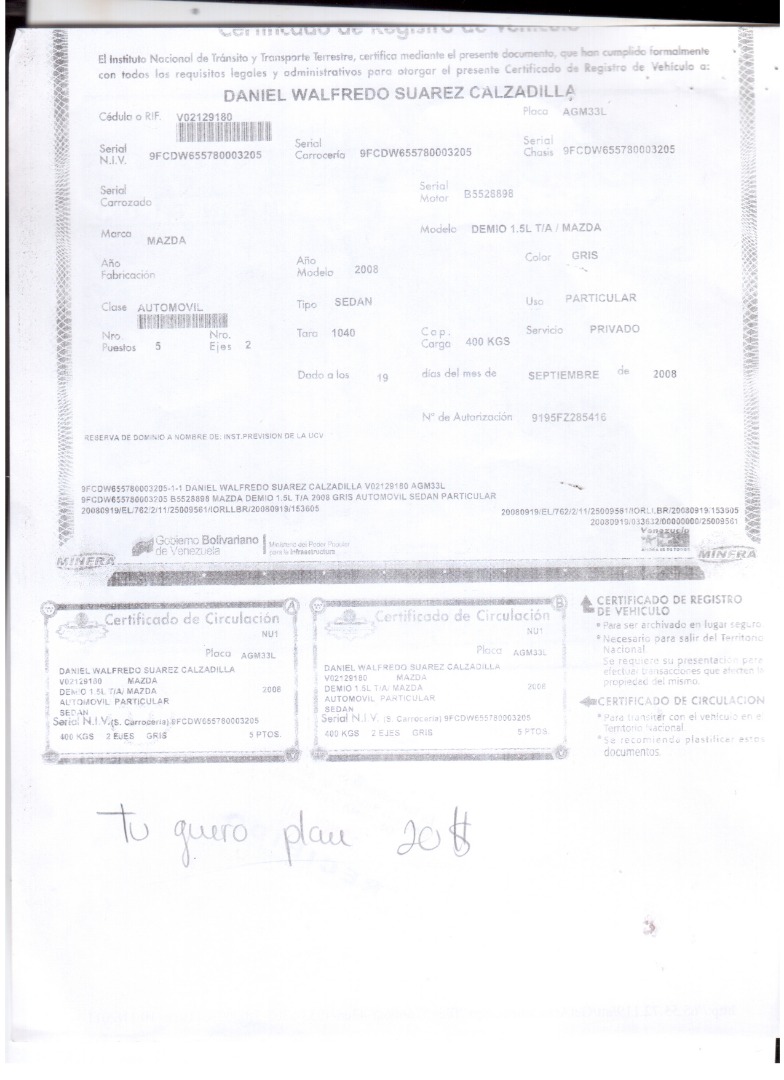 Certificado de Registro de Vehículo
El Instituto Nacional de Tránsito y Transporte Terrestre, certifica mediante el presente documento, que han cumplido formalmente
con todos los requisitos legales y administrativos para otorgar el presente Certificado de Registro de Vehículo a:
DANIEL WALFREDO SUAREZ CALZADILLA
Cédula o RIF. V02129180 Placa AGM33L
Serial N.I.V. 9FCDW655780003205 Serial Carrocería 9FCDW655780003205 Serial Chasis 9FCDW655780003205
Serial Carrozado Serial Motor B5528898
Marca MAZDA Modelo DEMIO 1.5L T/A / MAZDA
Año Fabricación Año Modelo 2008 Color GRIS
Clase AUTOMOVIL Tipo SEDAN Uso PARTICULAR
Nro. Puestos 5 Nro. Ejes 2 Tara 1040 Cap. Carga 400 KGS Servicio PRIVADO
Dado a los 19 días del mes de SEPTIEMBRE de 2008
N° de Autorización 9195FZ285416
RESERVA DE DOMINIO A NOMBRE DE: INST.PREVISION DE LA UCV
9FCDW655780003205-1-1 DANIEL WALFREDO SUAREZ CALZADILLA V02129180 AGM33L
9FCDW655780003205 B5528898 MAZDA DEMIO 1.5L T/A 2008 GRIS AUTOMOVIL SEDAN PARTICULAR
20080919/EL/762/2/11/25009561/IORLLBR/20080919/153605
20080919/EL/762/2/11/25009561/IORLLBR/20080919/153605
20080919/033632/00000000/25009561
Gobierno Bolivariano de Venezuela
Ministerio del Poder Popular para la Infraestructura
Venezuela
MINFRA
MINFRA
A
Certificado de Circulación
NU1
Placa AGM33L
DANIEL WALFREDO SUAREZ CALZADILLA
V02129180 MAZDA
DEMIO 1.5L T/A/ MAZDA 2008
AUTOMOVIL PARTICULAR
SEDAN
Serial N.I.V.(S. Carroceria) 9FCDW655780003205
400 KGS 2 EJES GRIS 5 PTOS.
B
Certificado de Circulación
NU1
Placa AGM33L
DANIEL WALFREDO SUAREZ CALZADILLA
V02129180 MAZDA
DEMIO 1.5L T/A/ MAZDA 2008
AUTOMOVIL PARTICULAR
SEDAN
Serial N.I.V. (S. Carroceria) 9FCDW655780003205
400 KGS 2 EJES GRIS 5 PTOS
CERTIFICADO DE REGISTRO
DE VEHICULO
* Para ser archivado en lugar seguro.
* Necesario para salir del Territorio
Nacional
Se requiere su presentación para
efectuar transacciones que afecten la
propiedad del mismo.
CERTIFICADO DE CIRCULACION
* Para transitar con el vehículo en el
Territorio Nacional
* Se recomienda plastificar estos
documentos.
tu guero plan 20$